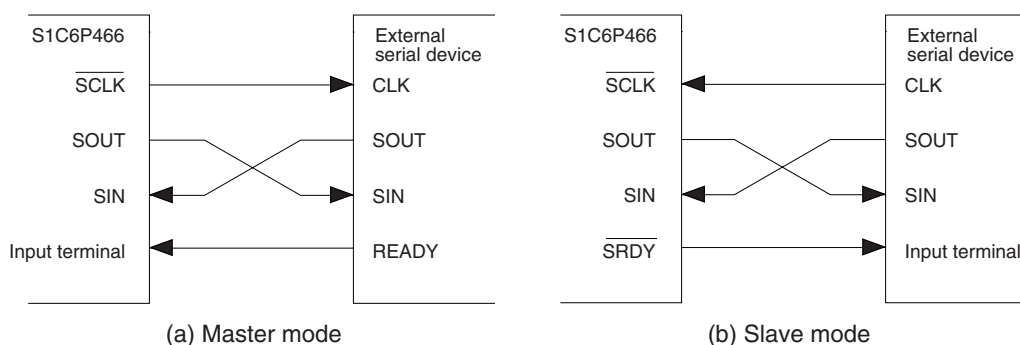 S1C6P466
SCLK
SOUT
SIN
Input terminal
External
serial device
CLK
SOUT
SIN
READY
(a) Master mode
S1C6P466
SCLK
SOUT
SIN
SRDY
External
serial device
CLK
SOUT
SIN
Input terminal
(b) Slave mode